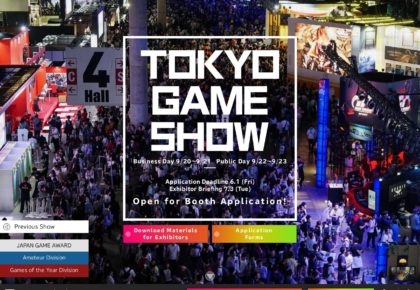 TOKYO
GAME
SHOW
Business Day 9/20~9/21 Public Day 9/22~9/23
Application Deadline 6.1 (Fri)
Exhibitor Briefing 7.3 (Tue)
Open for Booth Application!
Download Materials
for Exhibitors
Application
Forms
4
Hall
C
S
Previous Show
JAPAN GAME AWARD
Amateur Division
Games of the Year Division